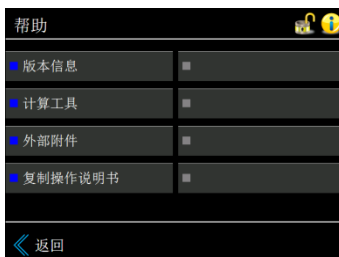 帮助
版本信息
计算工具
外部附件
复制操作说明书
返回